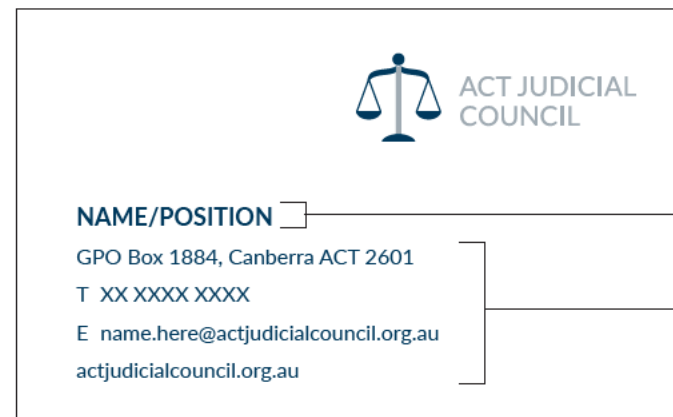 ACT JUDICIAL
COUNCIL
NAME/POSITION
GPO Box 1884, Canberra ACT 2601
T XX XXXX XXXX
E name.here@actjudicialcouncil.org.au
actjudicialcouncil.org.au